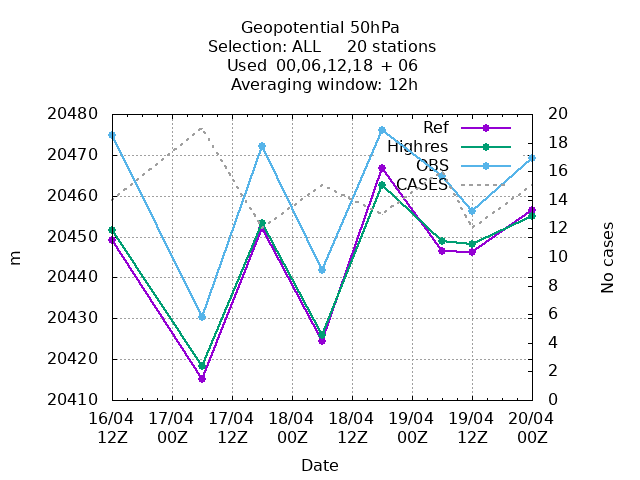 Geopotential 50hPa
Selection: ALL     20 stations
Used  00,06,12,18  + 06
Averaging window: 12h
20480
20470
20460
20450
20440
20430
20420
20410
m
Ref
Highres
OBS
CASES
20
18
16
14
12
10
8
6
4
2
0
No cases
16/04 17/04 17/04 18/04 18/04 19/04 19/04 20/04
12Z 00Z 12Z 00Z 12Z 00Z 12Z 00Z
Date